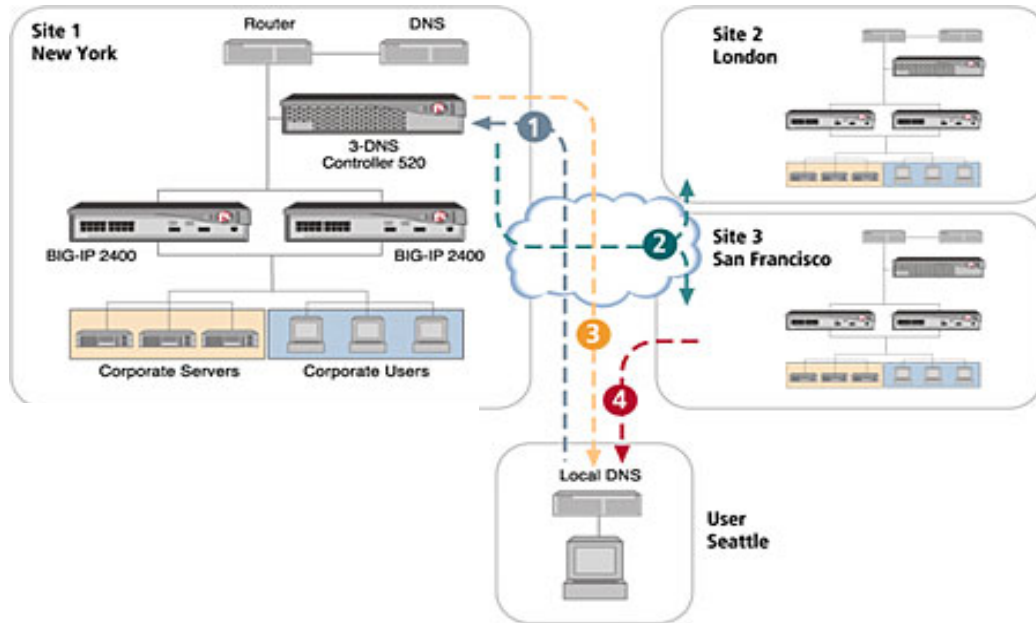 Site 1
New York
Router
DNS
3-DNS
Controller 520
BIG-IP 2400
BIG-IP 2400
Corporate Servers
Corporate Users
1
2
3
4
Site 2
London
Site 3
San Francisco
Local DNS
User
Seattle